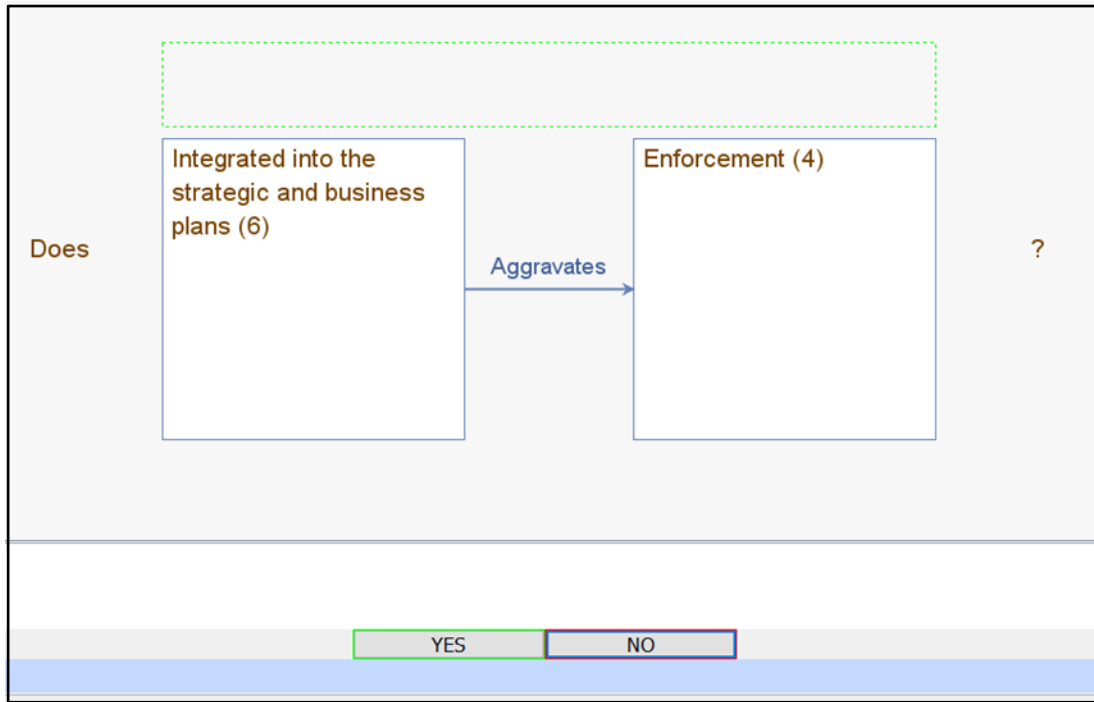 Does
Integrated into the
strategic and business
plans (6)
Aggravates
Enforcement (4)
?
YES
NO